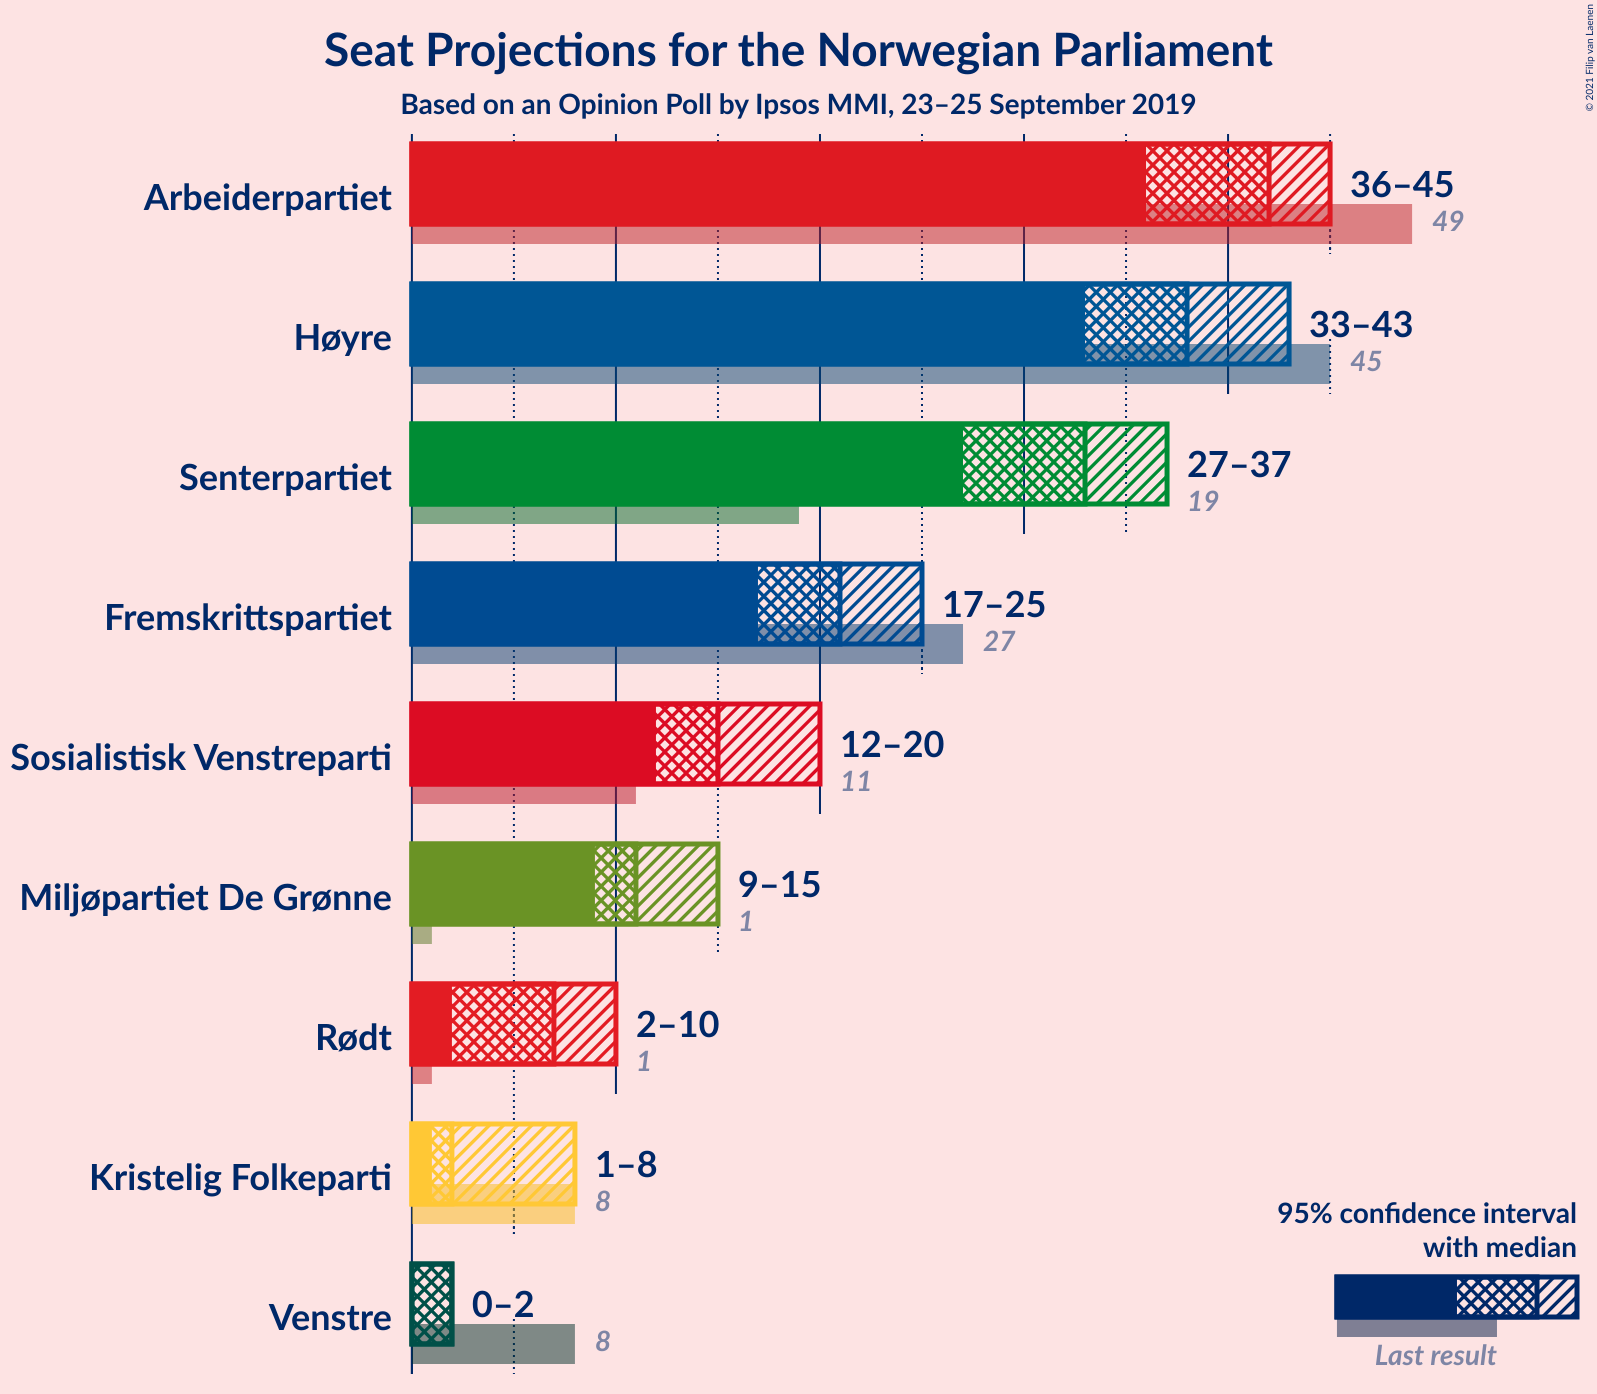 Seat Projections for the Norwegian Parliament
Based on an Opinion Poll by Ipsos MMI, 23–25 September 2019
© 2021 Filip van Laenen
Arbeiderpartiet
36–45
49
Høyre
33–43
45
Senterpartiet
27–37
19
Fremskrittspartiet
17–25
27
Sosialistisk Venstreparti
12–20
11
Miljøpartiet De Grønne
9–15
1
Rødt
2–10
1
Kristelig Folkeparti
1–8
8
Venstre
0–2
8
95% confidence interval
with median
Last result